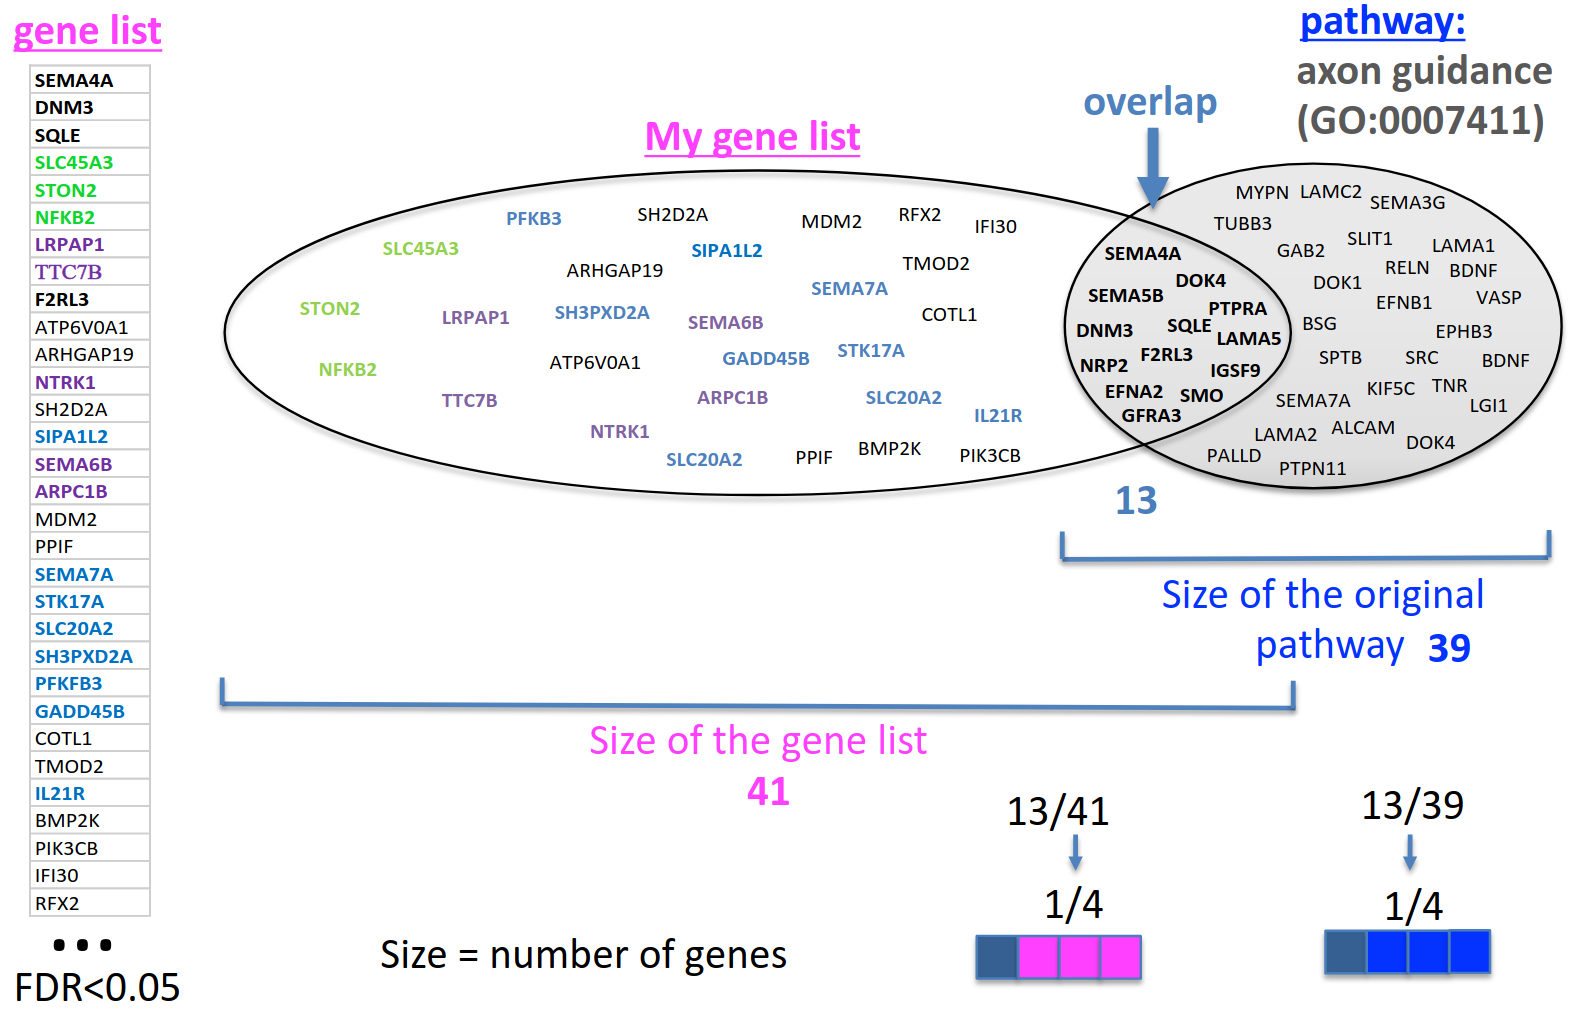 gene list
SEMA4A
DNM3
SQLE
SLC45A3
STON2
NFKB2
LRPAP1
TTC7B
F2RL3
ATP6V0A1
ARHGAP19
NTRK1
SH2D2A
SIPA1L2
SEMA6B
ARPC1B
MDM2
PPIF
SEMA7A
STK17A
SLC20A2
SH3PXD2A
PFKFB3
GADD45B
COTL1
TMOD2
IL21R
BMP2K
PIK3CB
IFI30
RFX2
...
FDR<0.05
My gene list
PFKB3
SH2D2A
MDM2
RFX2
IFI30
SLC45A3
SIPA1L2
ARHGAP19
TMOD2
SEMA7A
STON2
LRPAP1
SH3PXD2A
SEMA6B
COTL1
NFKB2
ATP6V0A1
GADD45B
STK17A
TTC7B
ARPC1B
SLC20A2
IL21R
NTRK1
SLC20A2
PPIF
BMP2K
PIK3CB
overlap
SEMA4A
DOK4
SEMA5B
PTPRA
DNM3
SQLE
LAMA5
NRP2
F2RL3
IGSF9
EFNA2
SMO
GFRA3
13
pathway:
axon guidance
(GO:0007411)
MYPN
LAMC2
SEMA3G
TUBB3
GAB2
SLIT1
LAMA1
RELN
BDNF
DOK1
EFNB1
VASP
BSG
EPHB3
SPTB
SRC
BDNF
KIF5C
TNR
SEMA7A
LGI1
LAMA2
ALCAM
DOK4
PALLD
PTPN11
Size of the original
pathway 39
Size of the gene list
41
13/41
1/4
13/39
1/4
Size = number of genes